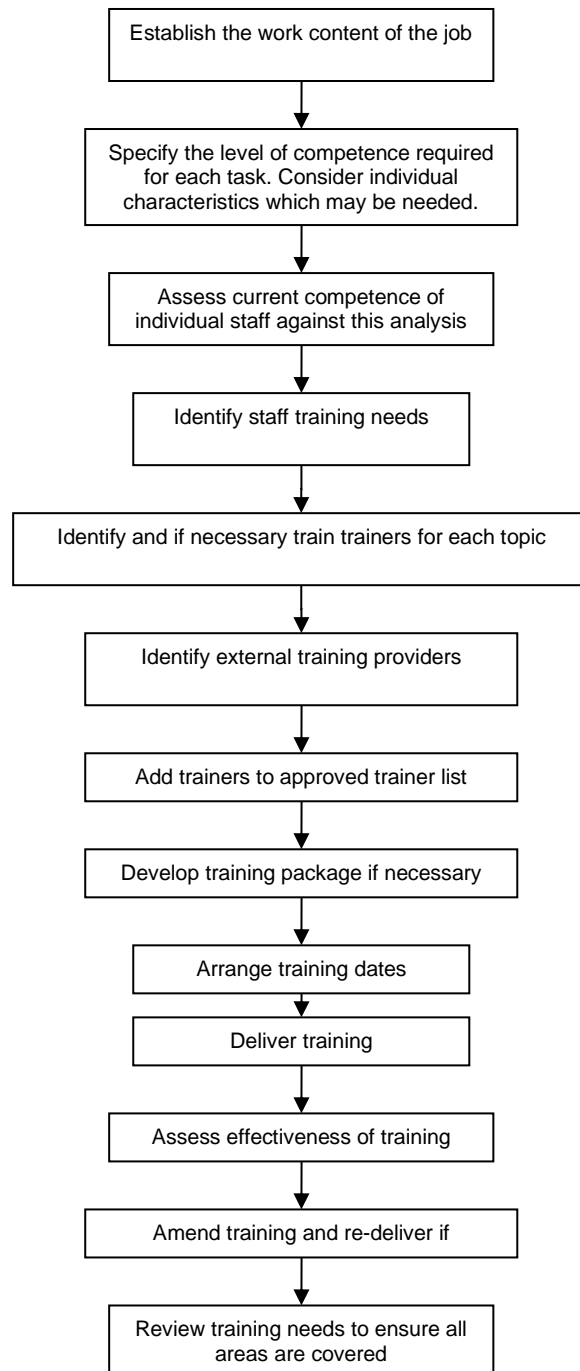 Establish the work content of the job
Specify the level of competence required
for each task. Consider individual
characteristics which may be needed.
Assess current competence of
individual staff against this analysis
Identify staff training needs
Identify and if necessary train trainers for each topic
Identify external training providers
Add trainers to approved trainer list
Develop training package if necessary
Arrange training dates
Deliver training
Assess effectiveness of training
Amend training and re-deliver if
Review training needs to ensure all
areas are covered